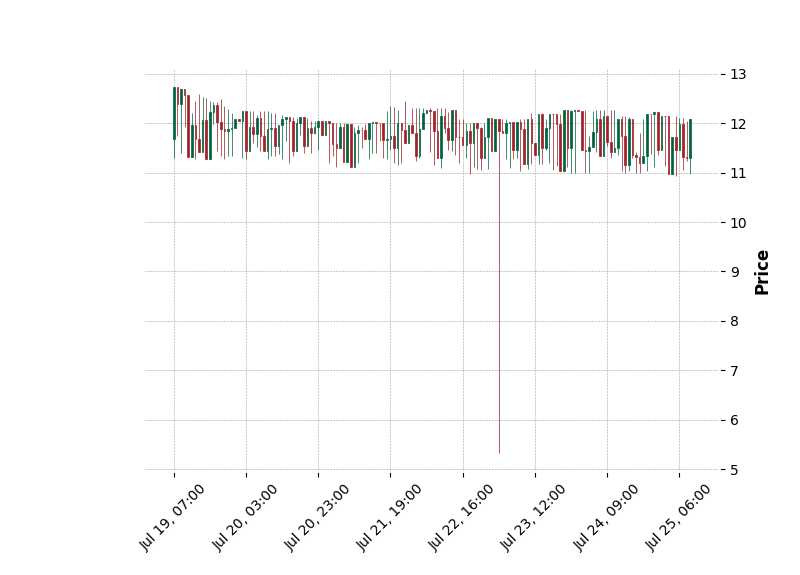 13
12
11
10
9
8
7
6
5
Price
Jul 19, 07:00
Jul 20, 03:00
Jul 20, 23:00
Jul 21, 19:00
Jul 22, 16:00
Jul 23, 12:00
Jul 24, 09:00
Jul 25, 06:00